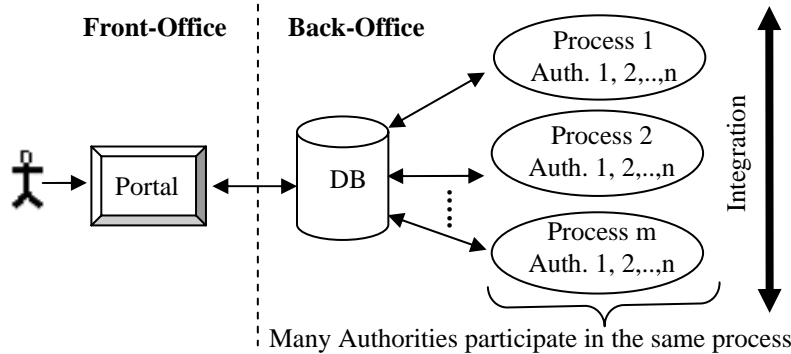 Front-Office
Back-Office
Process 1
Auth. 1, 2,..,n
Portal
DB
Process 2
Auth. 1, 2,..,n
Process m
Auth. 1, 2,..,n
Integration
Many Authorities participate in the same process